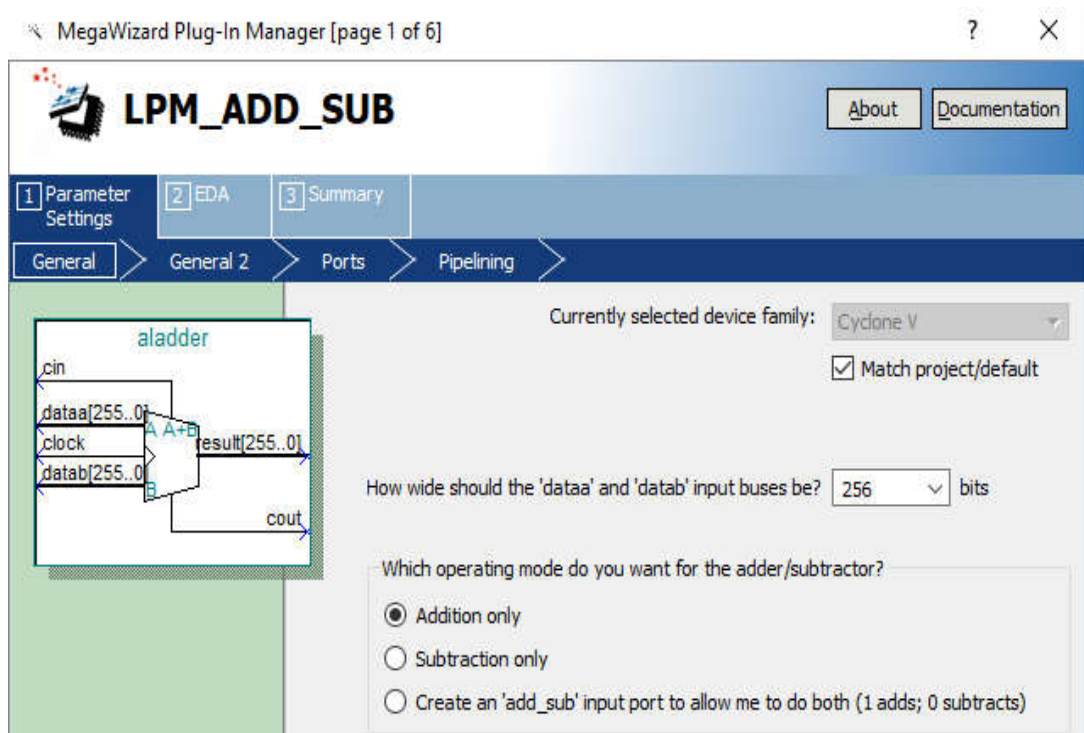 MegaWizard Plug-In Manager [page 1 of 6]
?
LPM_ADD_SUB
About
Documentation
1 Parameter Settings
2 EDA
3 Summary
General
General 2
Ports
Pipelining
aladder
cin
dataa[255..0]
clock
datab[255..0]
A A+B
B
result[255..0]
cout
Currently selected device family:
Cyclone V
Match project/default
How wide should the 'dataa' and 'datab' input buses be?
256
bits
Which operating mode do you want for the adder/subtractor?
Addition only
Subtraction only
Create an 'add_sub' input port to allow me to do both (1 adds; 0 subtracts)